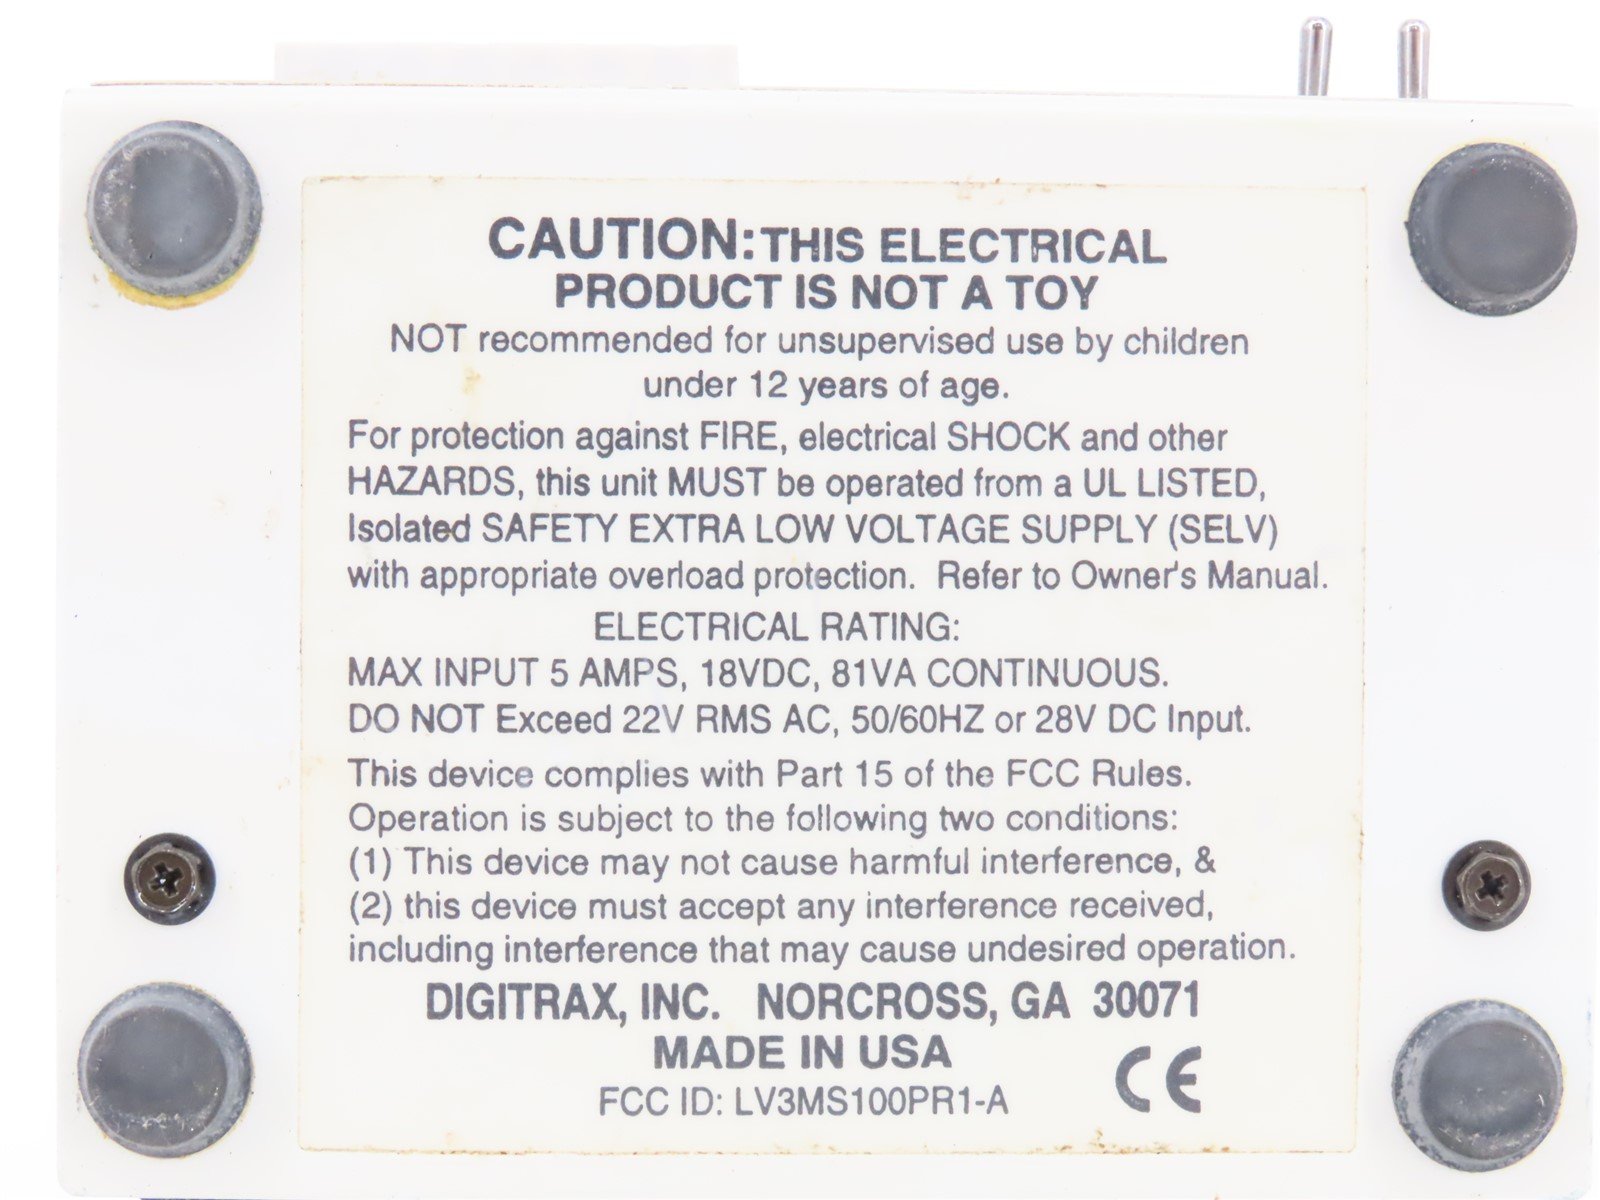 CAUTION: THIS ELECTRICAL
PRODUCT IS NOT A TOY
NOT recommended for unsupervised use by children
under 12 years of age.
For protection against FIRE, electrical SHOCK and other
HAZARDS, this unit MUST be operated from a UL LISTED,
Isolated SAFETY EXTRA LOW VOLTAGE SUPPLY (SELV)
with appropriate overload protection. Refer to Owner's Manual.
ELECTRICAL RATING:
MAX INPUT 5 AMPS, 18VDC, 81VA CONTINUOUS.
DO NOT Exceed 22V RMS AC, 50/60HZ or 28V DC Input.
This device complies with Part 15 of the FCC Rules.
Operation is subject to the following two conditions:
(1) This device may not cause harmful interference, &
(2) this device must accept any interference received,
including interference that may cause undesired operation.
DIGITRAX, INC. NORCROSS, GA 30071
MADE IN USA
CE
FCC ID: LV3MS100PR1-A